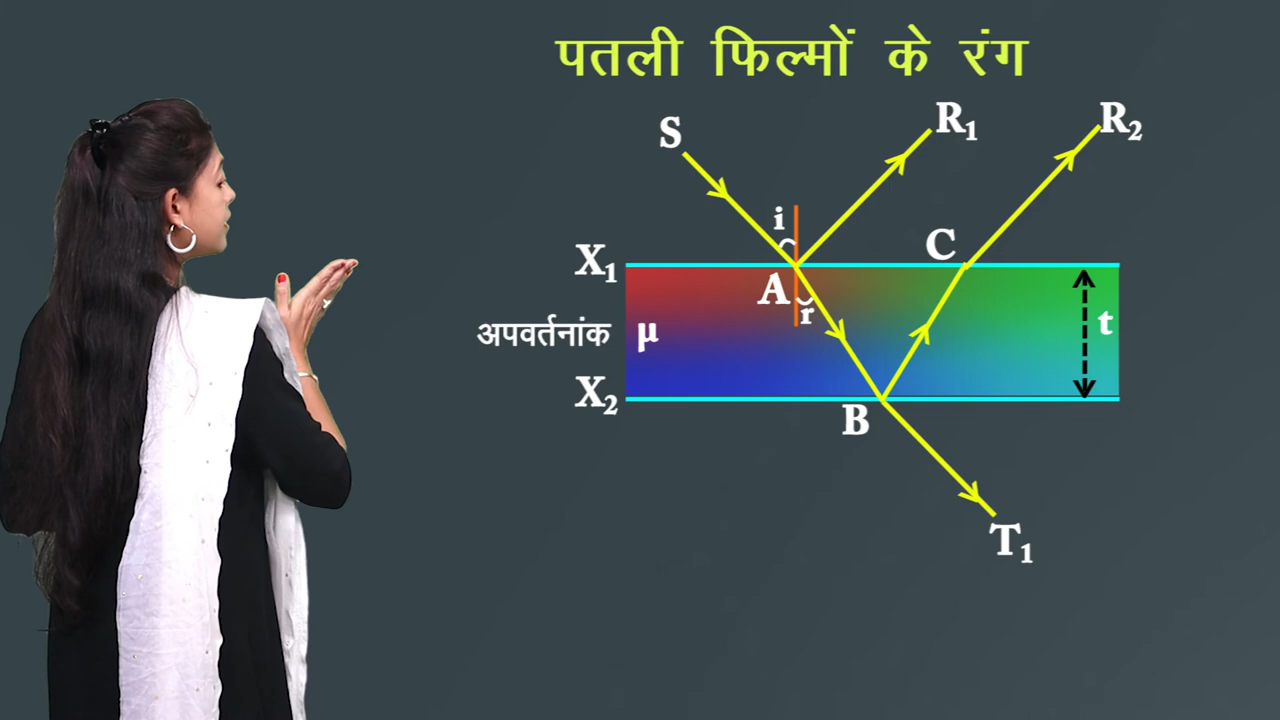 पतली फिल्मों के रंग
S
R₁
R₂
i
X₁
A
C
r
t
अपवर्तनांक μ
X₂
B
T₁